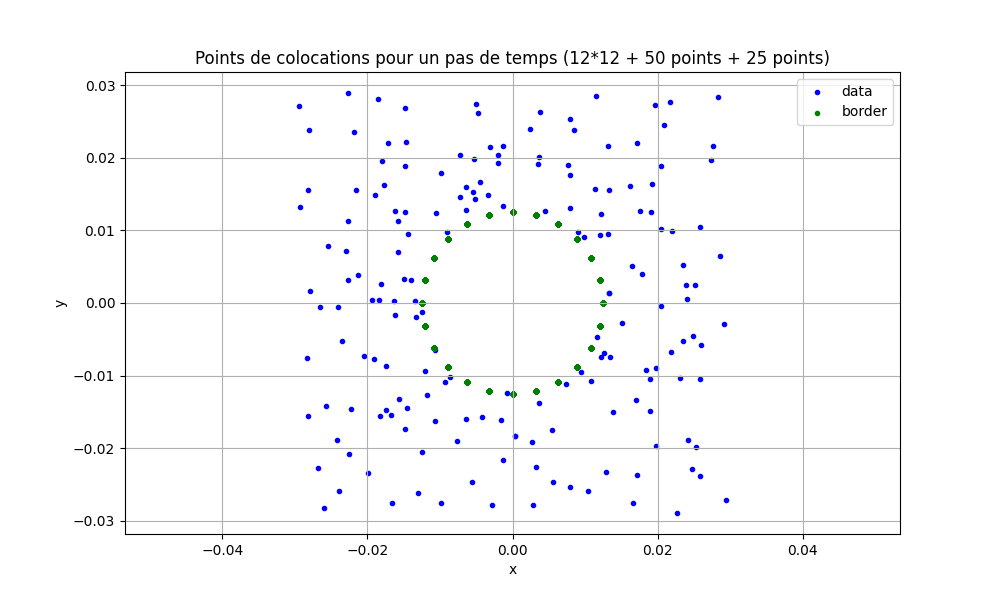 Points de colocations pour un pas de temps (12*12 + 50 points + 25 points)
data
border
y
0.03
0.02
0.01
0.00
−0.01
−0.02
−0.03
−0.04
−0.02
0.00
0.02
0.04
x